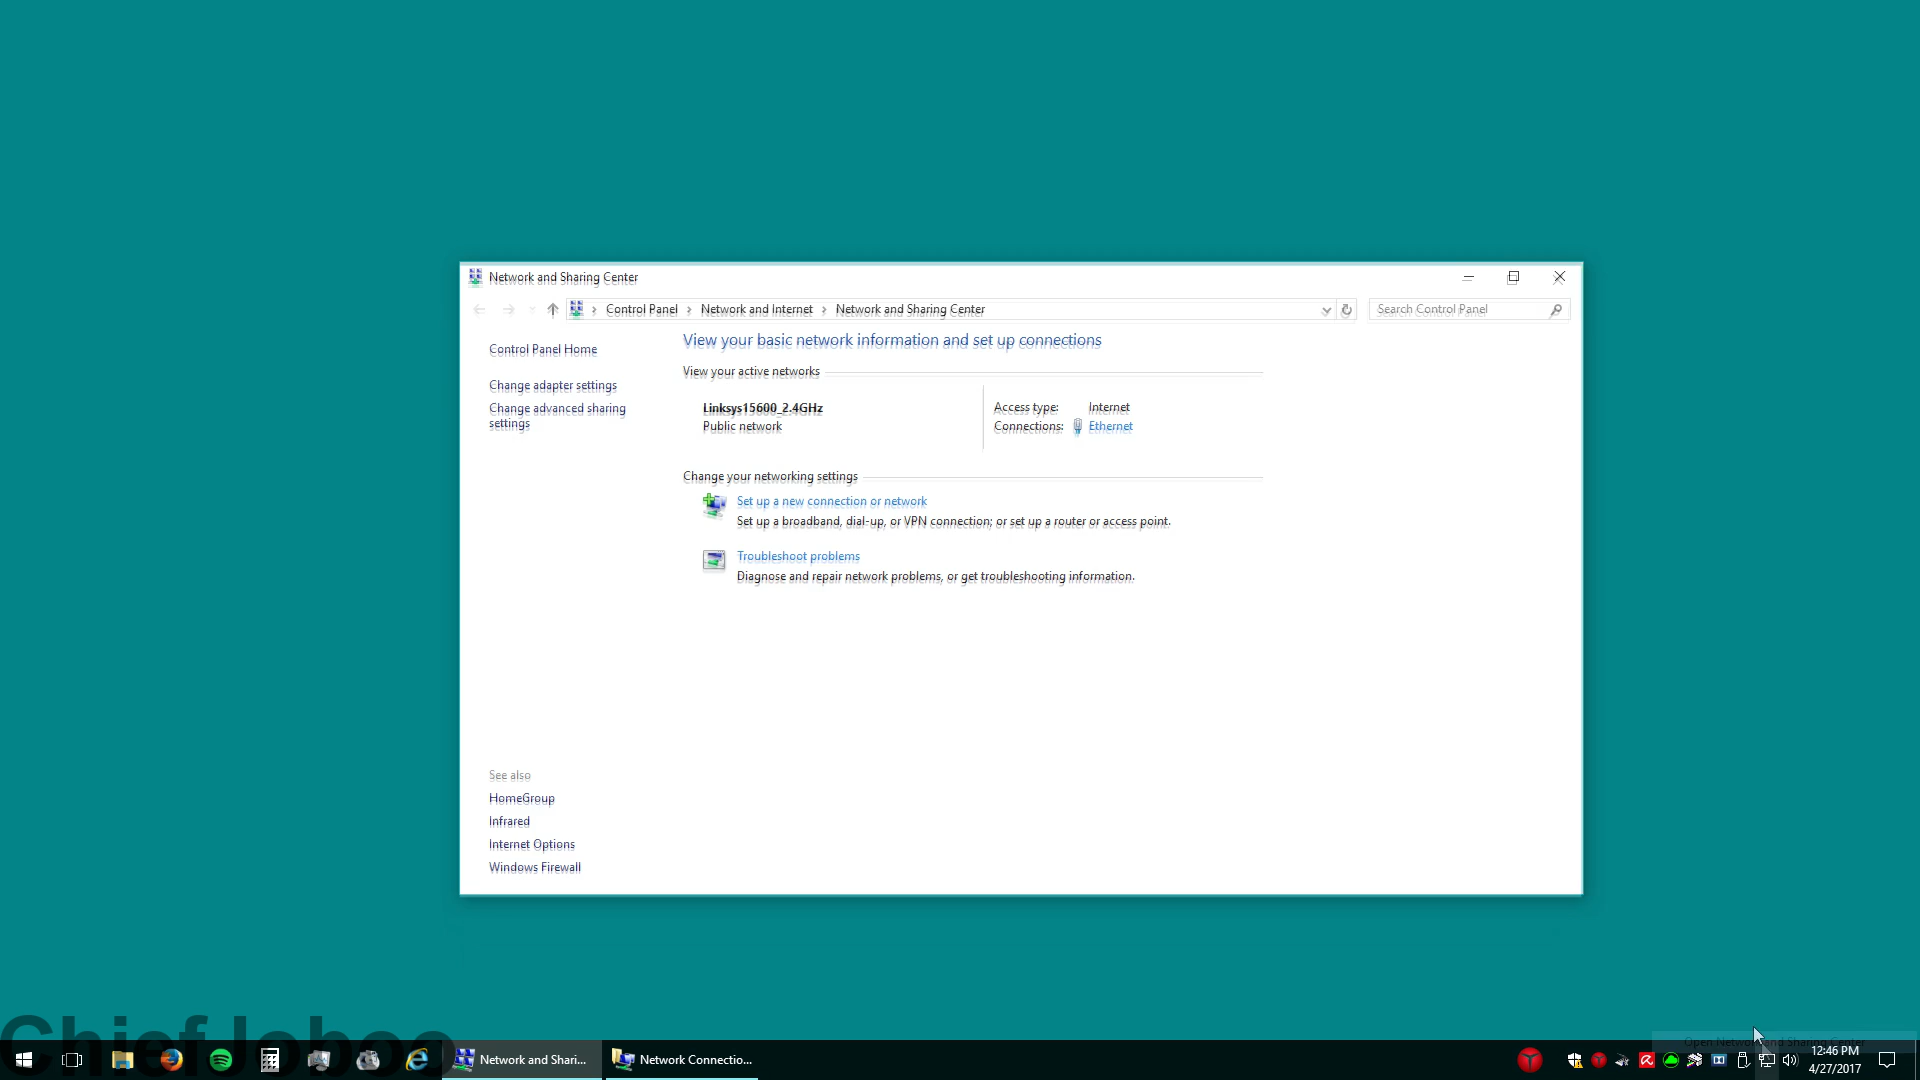 Network and Sharing Center
Control Panel > Network and Internet > Network and Sharing Center
Search Control Panel
Control Panel Home
Change adapter settings
Change advanced sharing
settings
View your basic network information and set up connections
View your active networks
Linksys15600_2.4GHz
Public network
Access type: Internet
Connections: Ethernet
Change your networking settings
Set up a new connection or network
Set up a broadband, dial-up, or VPN connection; or set up a router or access point.
Troubleshoot problems
Diagnose and repair network problems, or get troubleshooting information.
See also
HomeGroup
Infrared
Internet Options
Windows Firewall
Open Network and Sharing Center
Network and Shari...
Network Connectio...
12:46 PM
4/27/2017